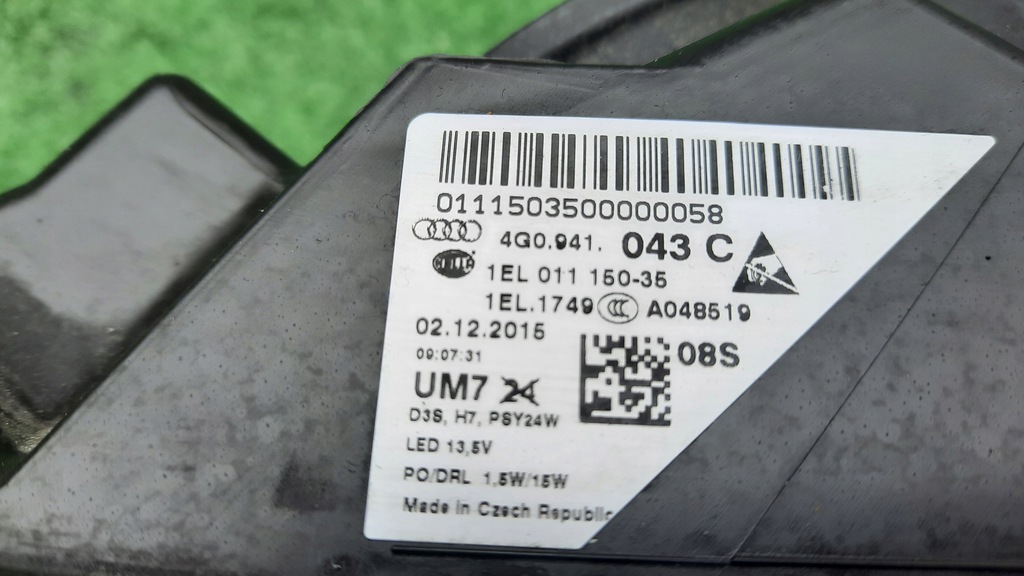 0111503500000058
4G0.941. 043 C
1EL 011 150-35
1EL.1749 CCC A048519
02.12.2015
09:07:31
08S
UM7 24
D3S, H7, PSY24W
LED 13,5V
PO/DRL 1,5W/15W
Made in Czech Republic